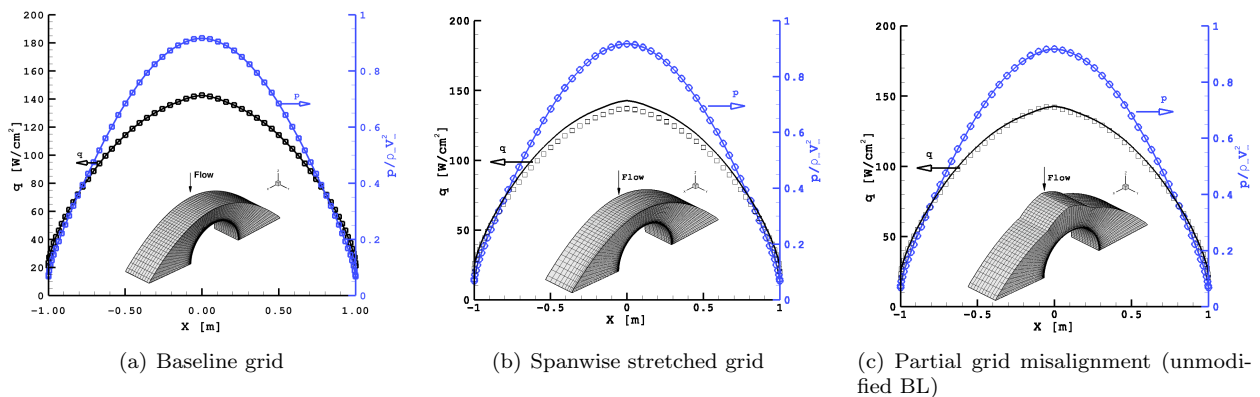 200
180
160
140
120
100
80
60
40
20
0
q [W/cm²]
q
p
Flow
1
0.8
0.6
0.4
0.2
0
p/ρ_v²
-1.00
-0.50
0.00
0.50
1.00
X [m]
(a) Baseline grid
200
150
100
50
0
q [W/cm²]
q
p
Flow
1
0.8
0.6
0.4
0.2
0
p/ρ_v²
-1
-0.5
0
0.5
1
X [m]
(b) Spanwise stretched grid
200
150
100
50
0
q [W/cm²]
q
p
Flow
1
0.8
0.6
0.4
0.2
0
p/ρ_v²
-1
-0.5
0
0.5
1
X [m]
(c) Partial grid misalignment (unmodi-
fied BL)